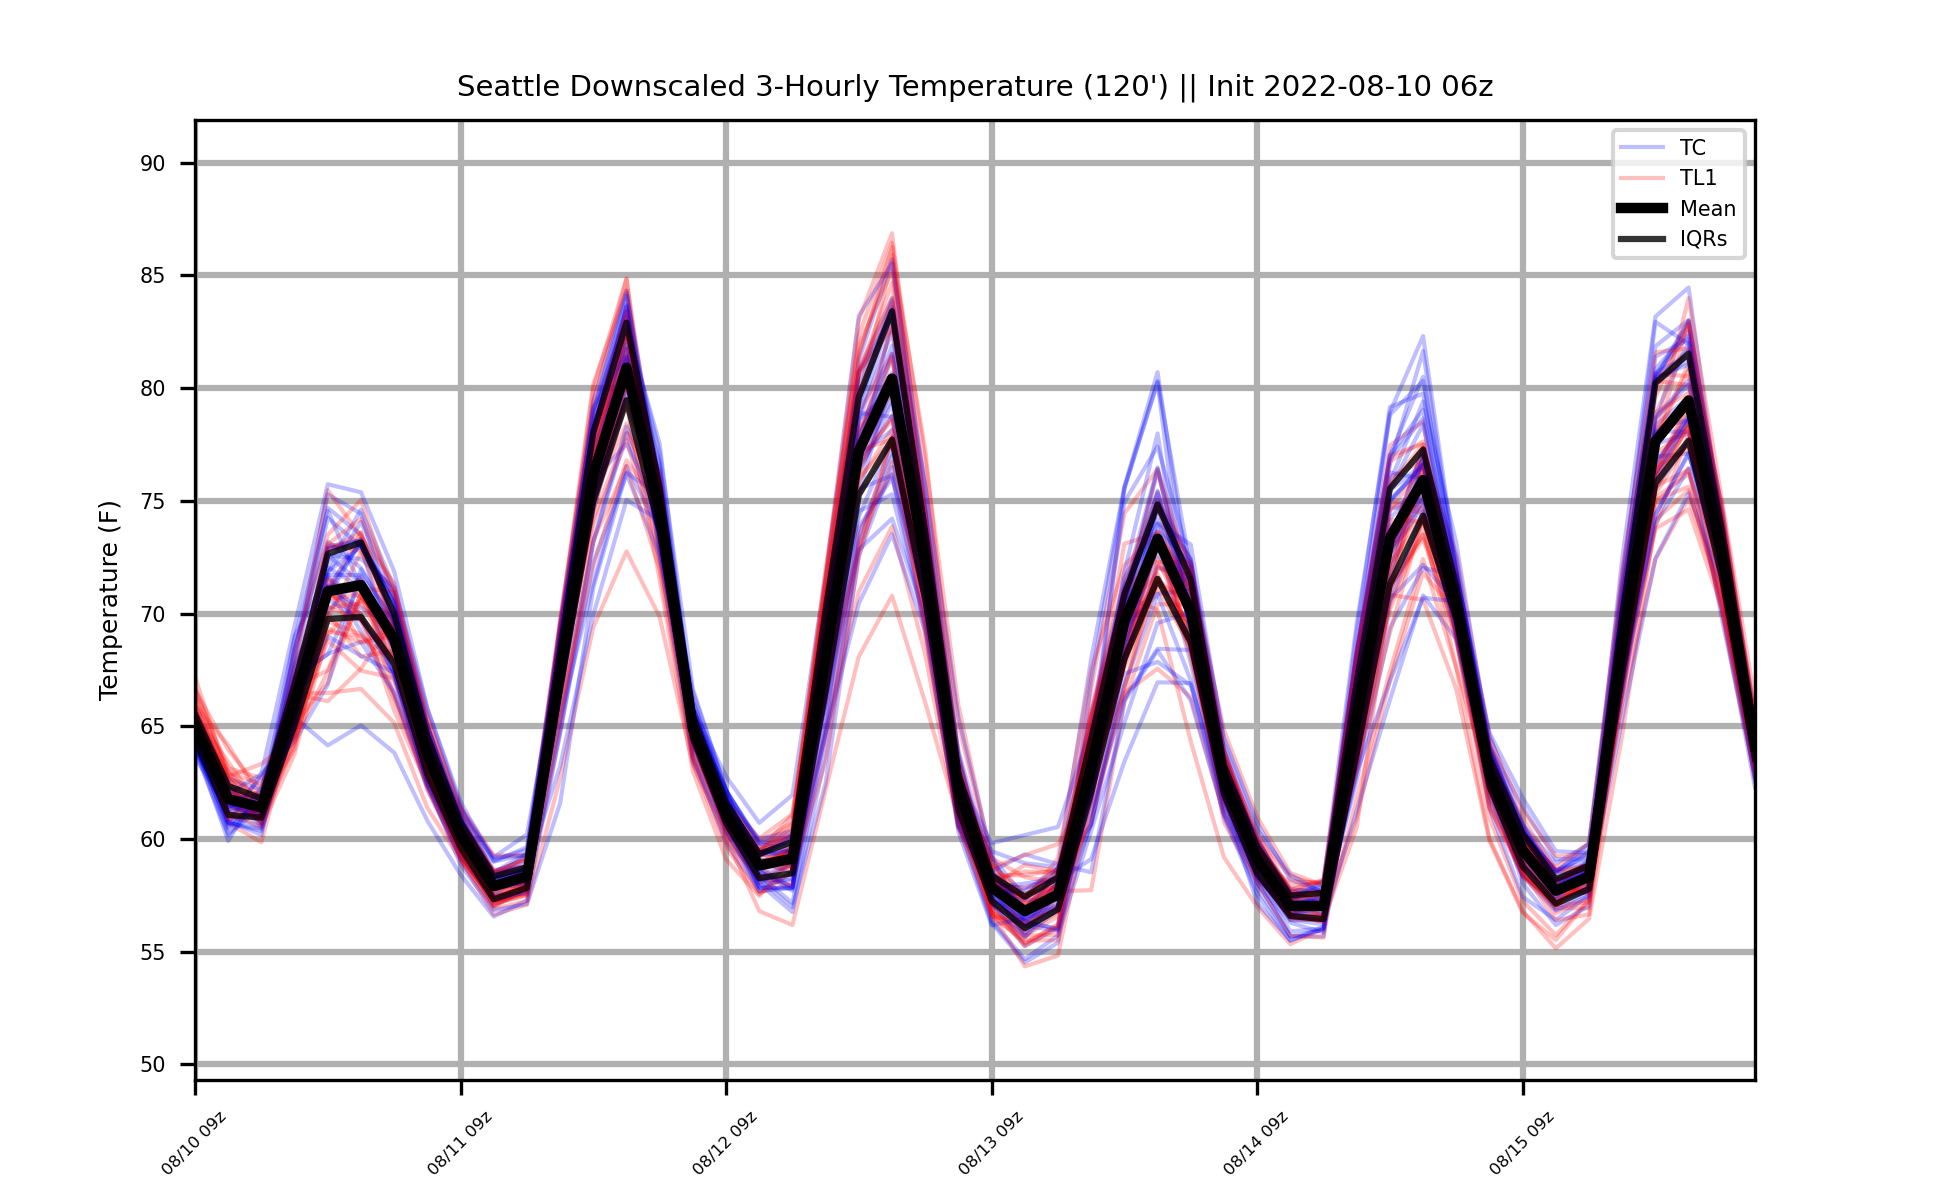 Seattle Downscaled 3-Hourly Temperature (120') || Init 2022-08-10 06z
TC
TL1
Mean
IQRs
Temperature (F)
90
85
80
75
70
65
60
55
50
08/10 09z
08/11 09z
08/12 09z
08/13 09z
08/14 09z
08/15 09z